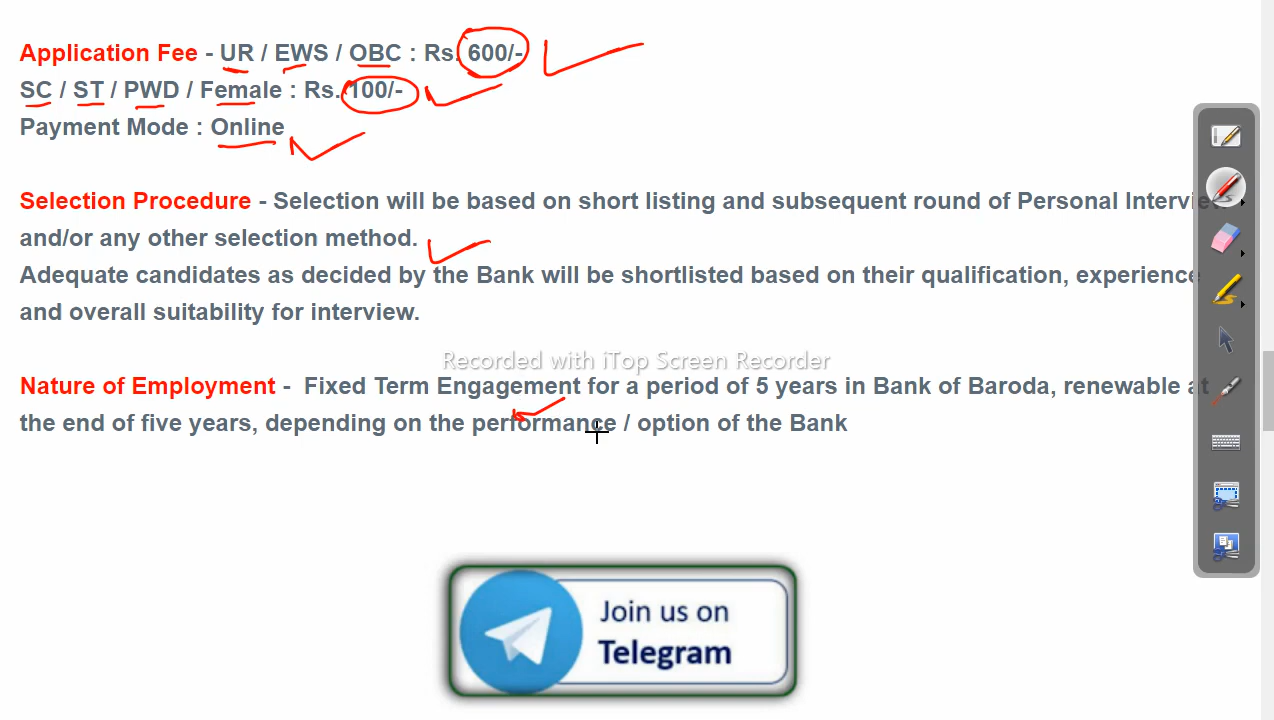 Application Fee - UR / EWS / OBC : Rs. 600/-
SC / ST / PWD / Female : Rs. 100/-
Payment Mode : Online
Selection Procedure - Selection will be based on short listing and subsequent round of Personal Interview
and/or any other selection method.
Adequate candidates as decided by the Bank will be shortlisted based on their qualification, experience
and overall suitability for interview.
Recorded with iTop Screen Recorder
Nature of Employment - Fixed Term Engagement for a period of 5 years in Bank of Baroda, renewable at
the end of five years, depending on the performance / option of the Bank
Join us on
Telegram